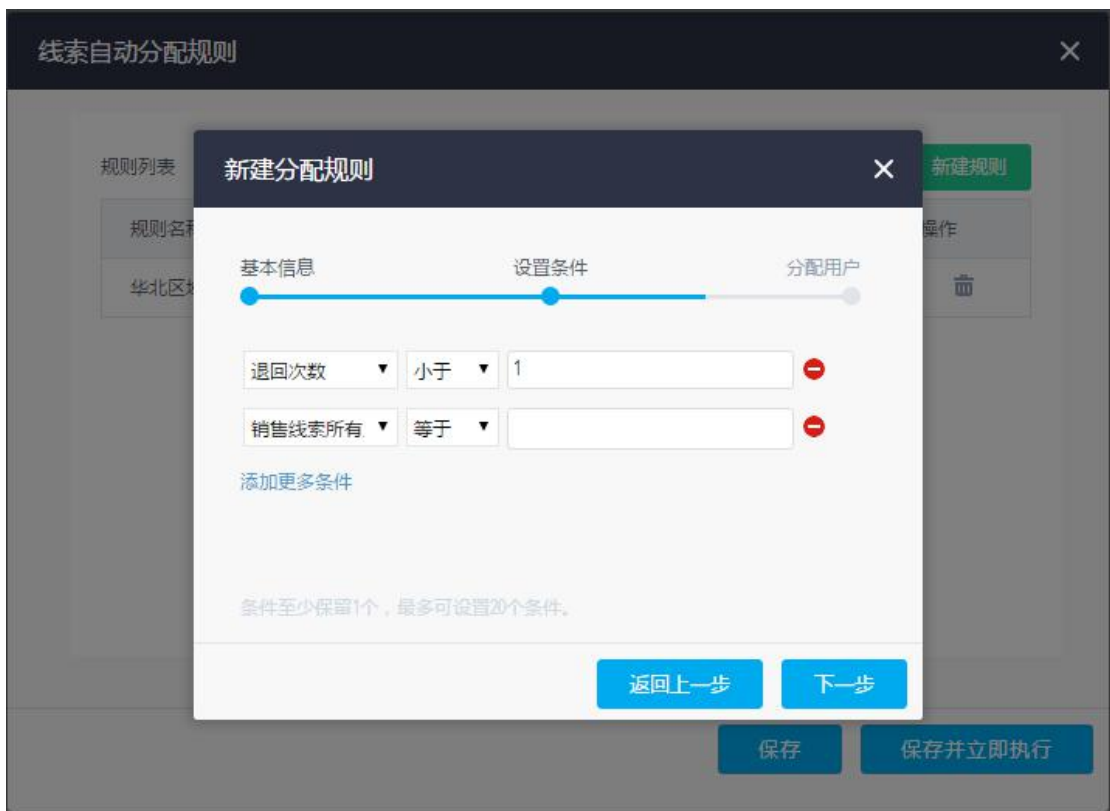 线索自动分配规则
规则列表
新建规则
规则名
操作
华北区
新建分配规则
基本信息 设置条件 分配用户
退回次数 小于 1
销售线索所有 等于
添加更多条件
条件至少保留1个，最多可设置20个条件。
返回上一步 下一步
保存 保存并立即执行